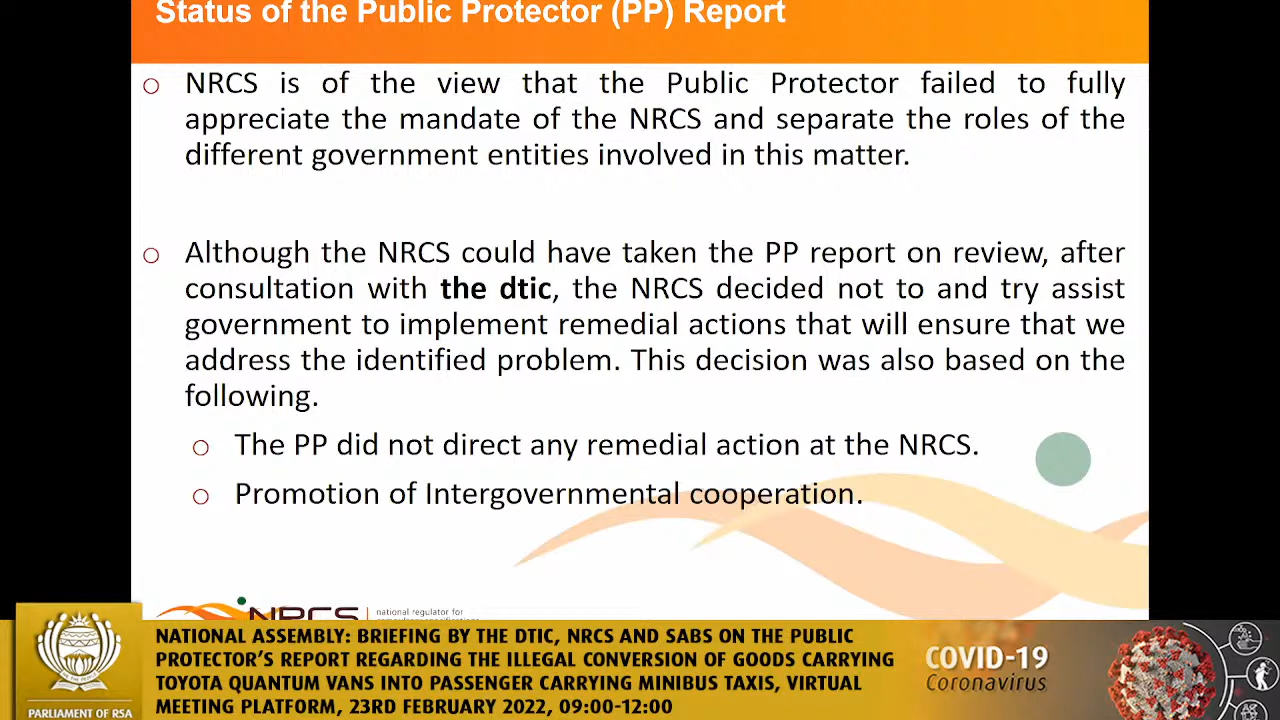 Status of the Public Protector (PP) Report
NRCS is of the view that the Public Protector failed to fully
appreciate the mandate of the NRCS and separate the roles of the
different government entities involved in this matter.
Although the NRCS could have taken the PP report on review, after
consultation with the dtic, the NRCS decided not to and try assist
government to implement remedial actions that will ensure that we
address the identified problem. This decision was also based on the
following.
The PP did not direct any remedial action at the NRCS.
Promotion of Intergovernmental cooperation.
NRCS
national regulator for
NATIONAL ASSEMBLY: BRIEFING BY THE DTIC, NRCS AND SABS ON THE PUBLIC
PROTECTOR'S REPORT REGARDING THE ILLEGAL CONVERSION OF GOODS CARRYING
TOYOTA QUANTUM VANS INTO PASSENGER CARRYING MINIBUS TAXIS, VIRTUAL
MEETING PLATFORM, 23RD FEBRUARY 2022, 09:00-12:00
PARLIAMENT OF RSA
COVID-19
Coronavirus